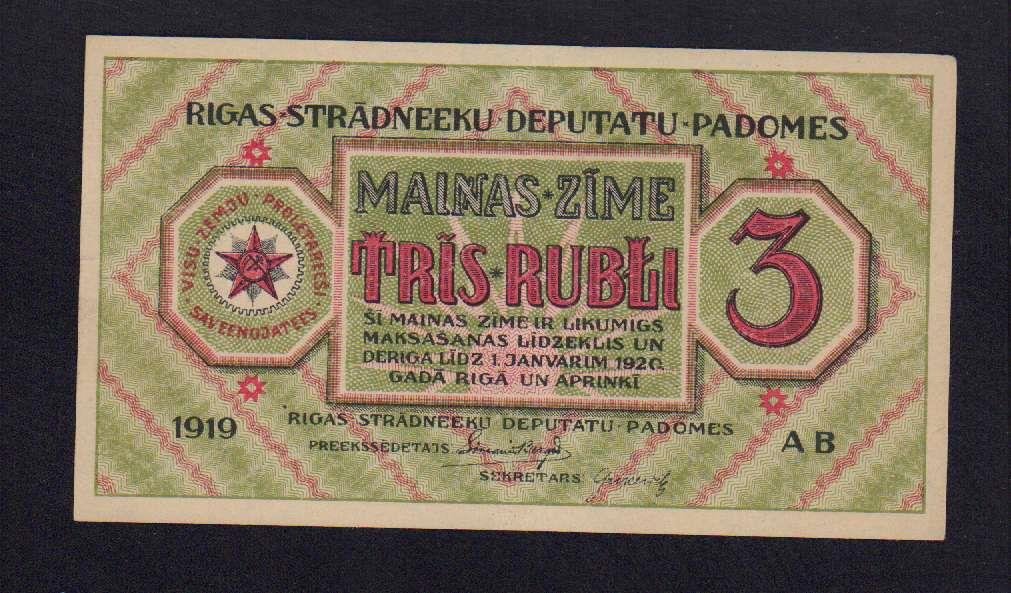 RIGAS·STRĀDNEEKU·DEPUTATU·PADOMES
MAIŅAS * ZĪME
TRĪS * RUBĻI
ŠI MAIŅAS ZĪME IR LIKUMIGS
MAKSAŠANAS LĪDZEKLIS UN
DERIGA LĪDZ 1. JANVARIM 1920.
GADĀ RIGĀ UN APRINKĪ
VISU·ZEMJU·PROLETAREEŠI
SAVEENOJATEES
3
1919
RIGAS STRĀDNEEKU DEPUTATU·PADOMES
PREEKSSĒDETAJS
SEKRETARS
AB